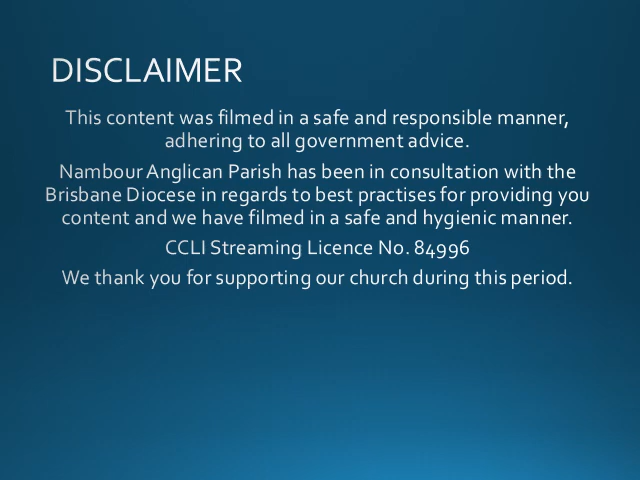 DISCLAIMER
This content was filmed in a safe and responsible manner,
adhering to all government advice.
Nambour Anglican Parish has been in consultation with the
Brisbane Diocese in regards to best practises for providing you
content and we have filmed in a safe and hygienic manner.
CCLI Streaming Licence No. 84996
We thank you for supporting our church during this period.